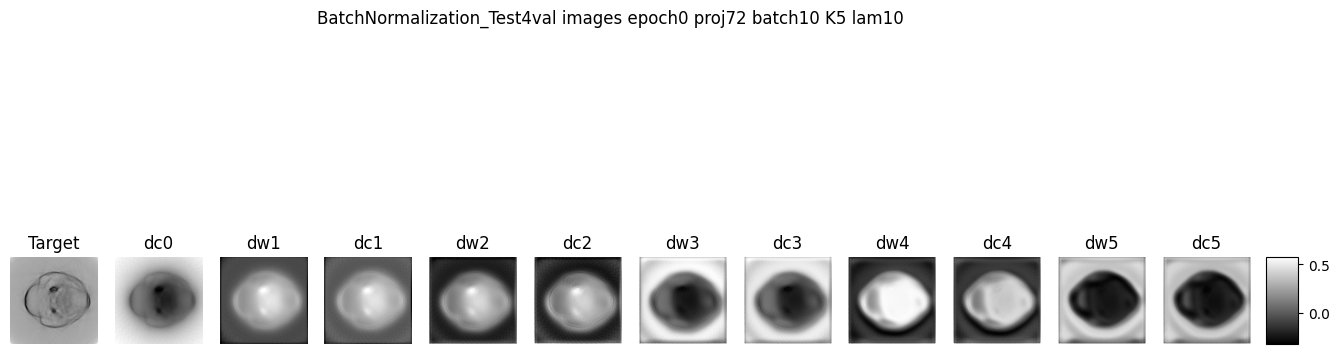 BatchNormalization_Test4val images epoch0 proj72 batch10 K5 lam10
Target dc0 dw1 dc1 dw2 dc2 dw3 dc3 dw4 dc4 dw5 dc5
0.5
0.0